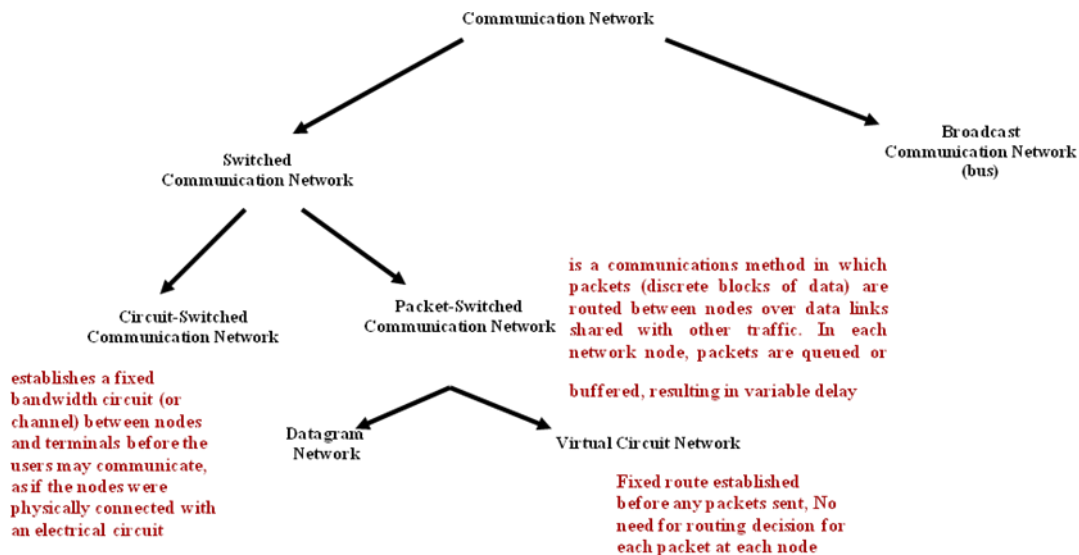 Communication Network
Switched
Communication Network
Broadcast
Communication Network
(bus)
Circuit-Switched
Communication Network
Packet-Switched
Communication Network
is a communications method in which
packets (discrete blocks of data) are
routed between nodes over data links
shared with other traffic. In each
network node, packets are queued or
buffered, resulting in variable delay
establishes a fixed
bandwidth circuit (or
channel) between nodes
and terminals before the
users may communicate,
as if the nodes were
physically connected with
an electrical circuit
Datagram
Network
Virtual Circuit Network
Fixed route established
before any packets sent, No
need for routing decision for
each packet at each node